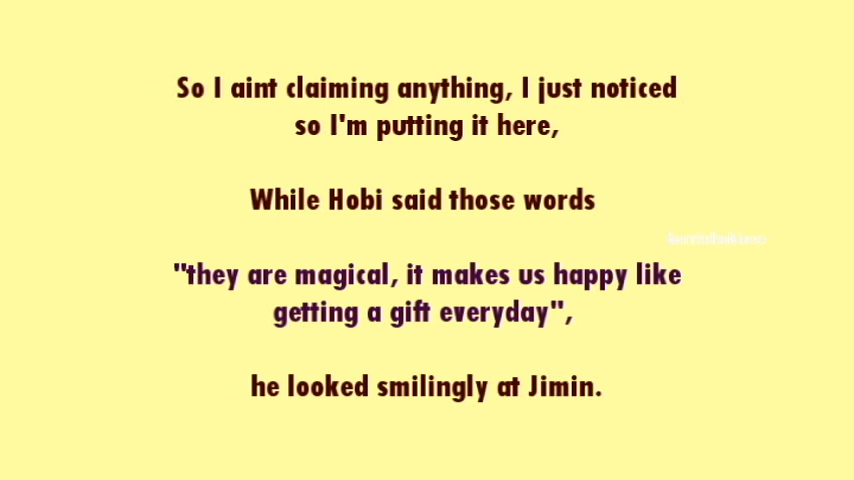 So I aint claiming anything, I just noticed
so I'm putting it here,
While Hobi said those words
"they are magical, it makes us happy like
getting a gift everyday",
he looked smilingly at Jimin.